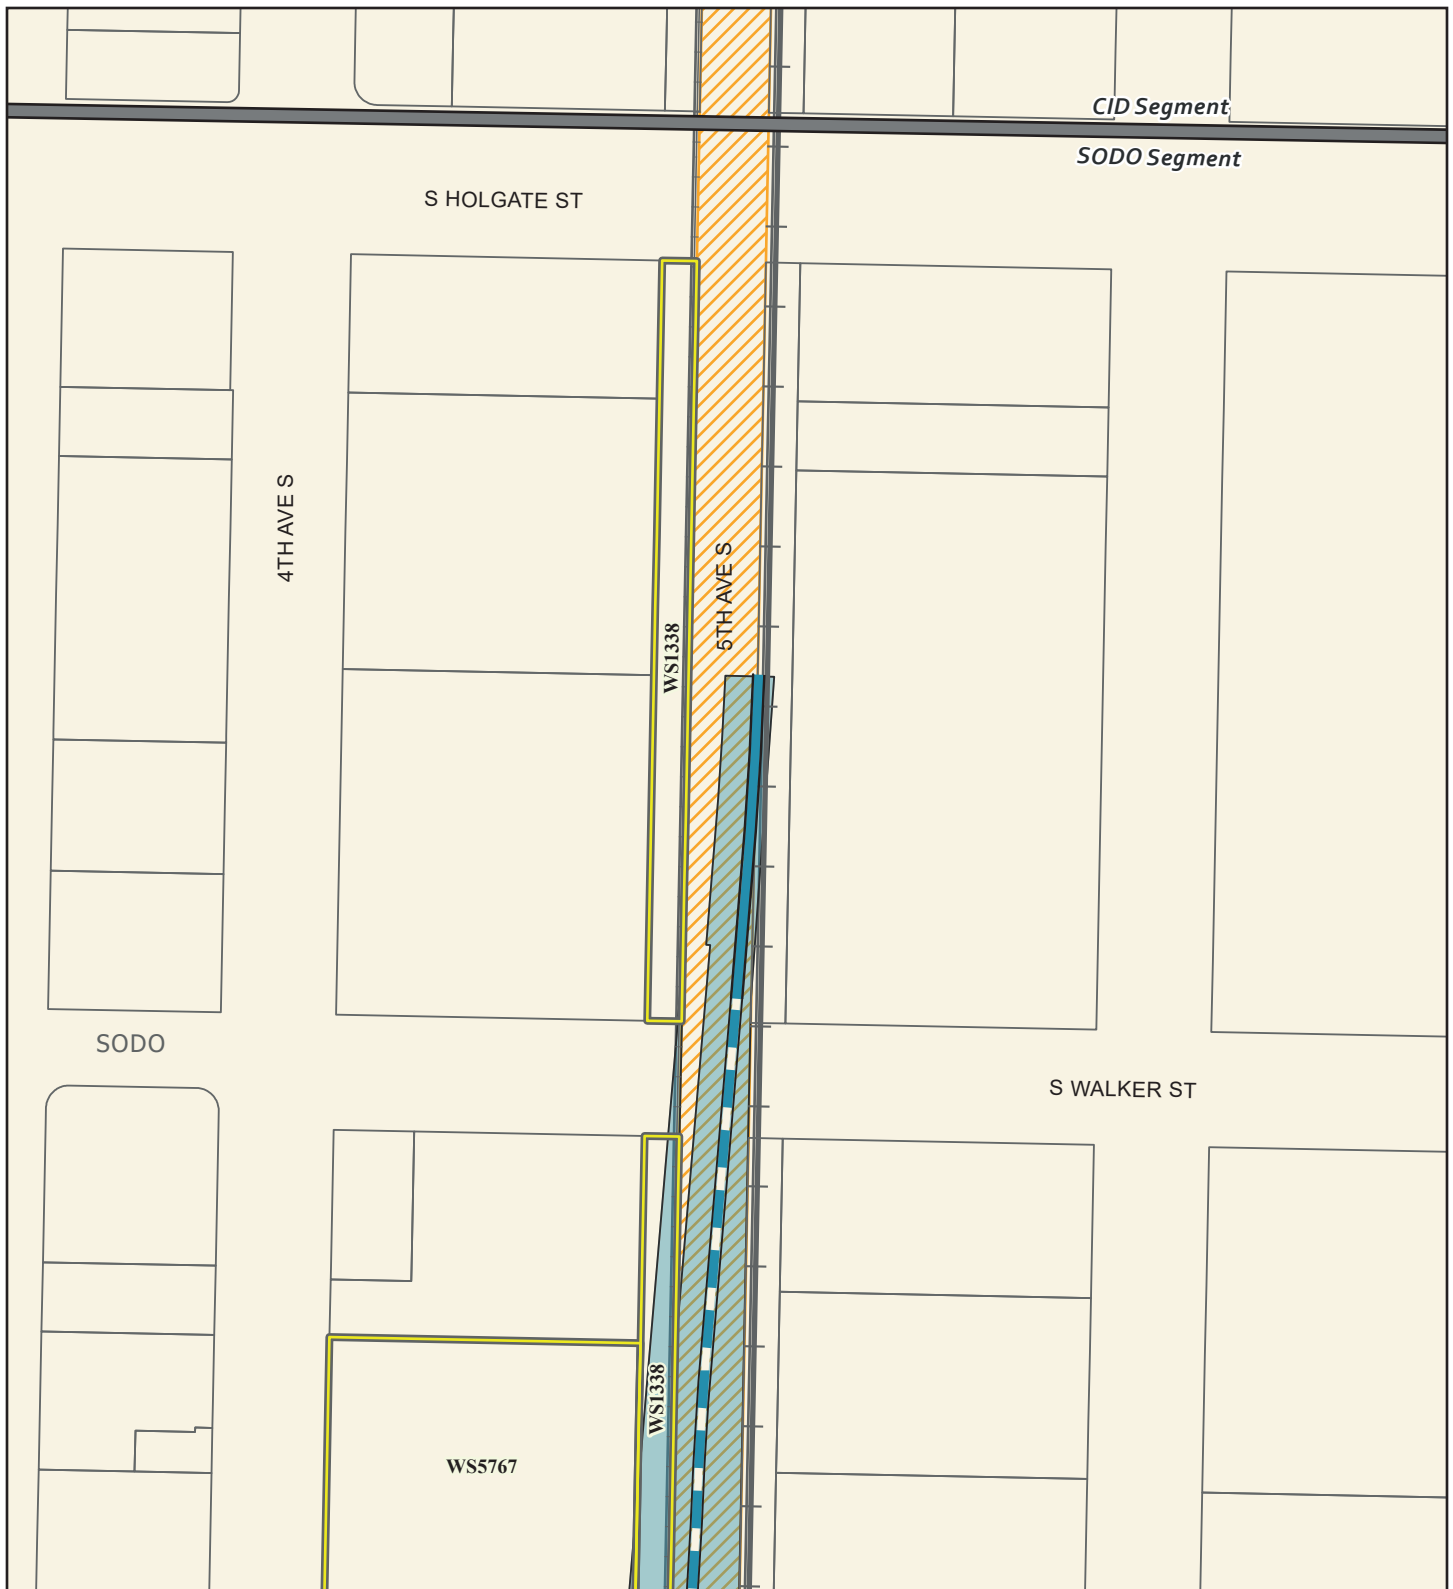 CID Segment
SODO Segment
S HOLGATE ST
4TH AVE S
5TH AVE S
WS1338
SODO
S WALKER ST
WS1338
WS5767